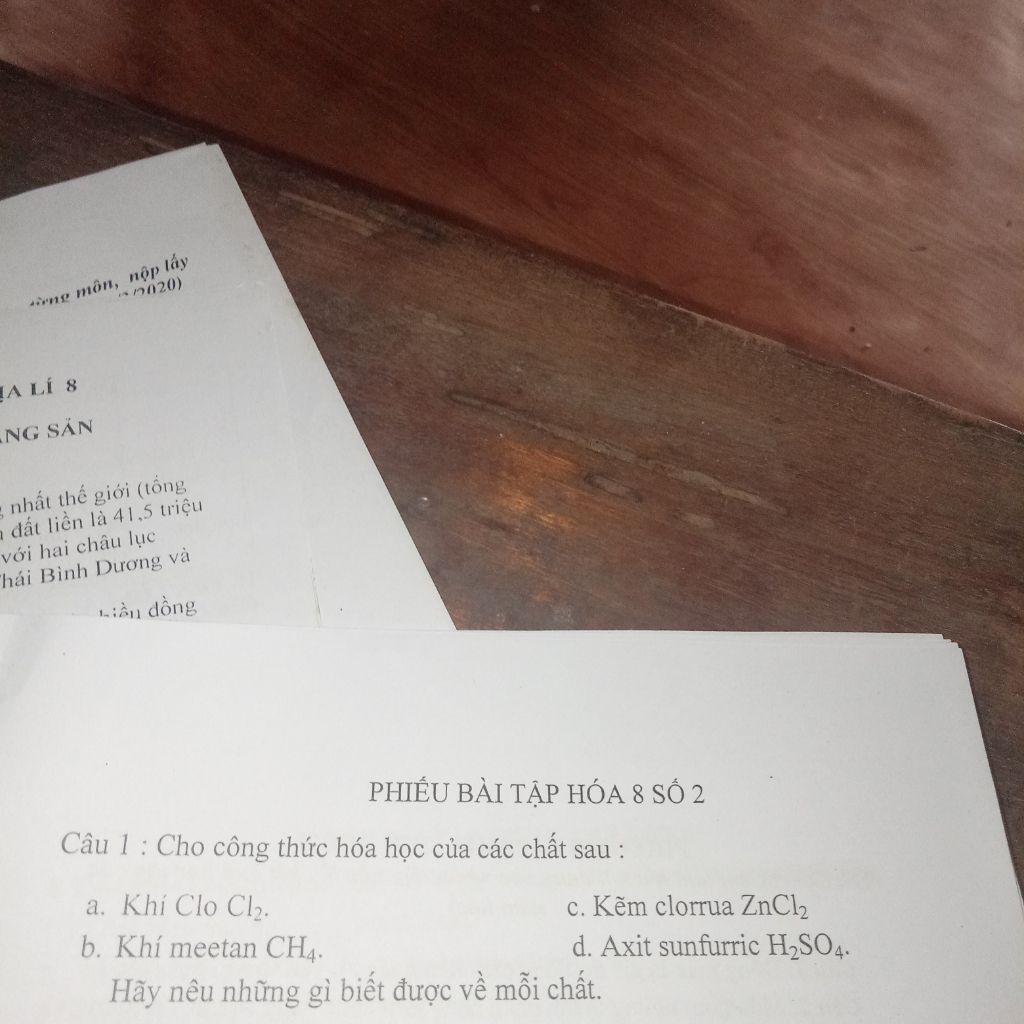 môn, nộp lấy
2020)
LÍ 8
SẢN
nhất thế giới (tổng
đất liền là 41,5 triệu
với hai châu lục
Bình Dương và
đồng
PHIẾU BÀI TẬP HÓA 8 SỐ 2
Câu 1 : Cho công thức hóa học của các chất sau :
a. Khí Clo Cl₂. c. Kẽm clorrua ZnCl₂
b. Khí meetan CH₄. d. Axit sunfurric H₂SO₄.
Hãy nêu những gì biết được về mỗi chất.